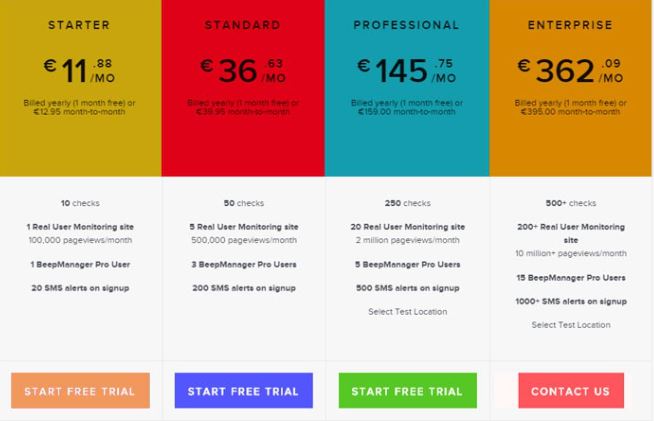 STARTER
€ 11 .88 /MO
Billed yearly (1 month free) or
€12.95 month-to-month
10 checks
1 Real User Monitoring site
100,000 pageviews/month
1 BeepManager Pro User
20 SMS alerts on signup
START FREE TRIAL
STANDARD
€ 36 .63 /MO
Billed yearly (1 month free) or
€39.95 month-to-month
50 checks
5 Real User Monitoring site
500,000 pageviews/month
3 BeepManager Pro Users
200 SMS alerts on signup
START FREE TRIAL
PROFESSIONAL
€ 145 .75 /MO
Billed yearly (1 month free) or
€159.00 month-to-month
250 checks
20 Real User Monitoring site
2 million pageviews/month
5 BeepManager Pro Users
500 SMS alerts on signup
Select Test Location
START FREE TRIAL
ENTERPRISE
€ 362 .09 /MO
Billed yearly (1 month free) or
€395.00 month-to-month
500+ checks
200+ Real User Monitoring
site
10 million+ pageviews/month
15 BeepManager Pro Users
1000+ SMS alerts on signup
Select Test Location
CONTACT US